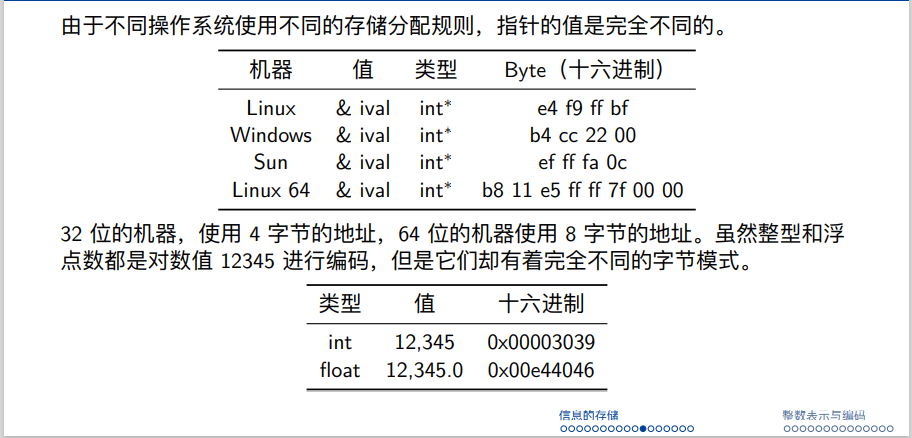 由于不同操作系统使用不同的存储分配规则，指针的值是完全不同的。
机器 值 类型 Byte（十六进制）
Linux & ival int* e4 f9 ff bf
Windows & ival int* b4 cc 22 00
Sun & ival int* ef ff fa 0c
Linux 64 & ival int* b8 11 e5 ff ff 7f 00 00
32 位的机器，使用 4 字节的地址，64 位的机器使用 8 字节的地址。虽然整型和浮
点数都是对数值 12345 进行编码，但是它们却有着完全不同的字节模式。
类型 值 十六进制
int 12,345 0x00003039
float 12,345.0 0x00e44046
信息的存储 整数表示与编码